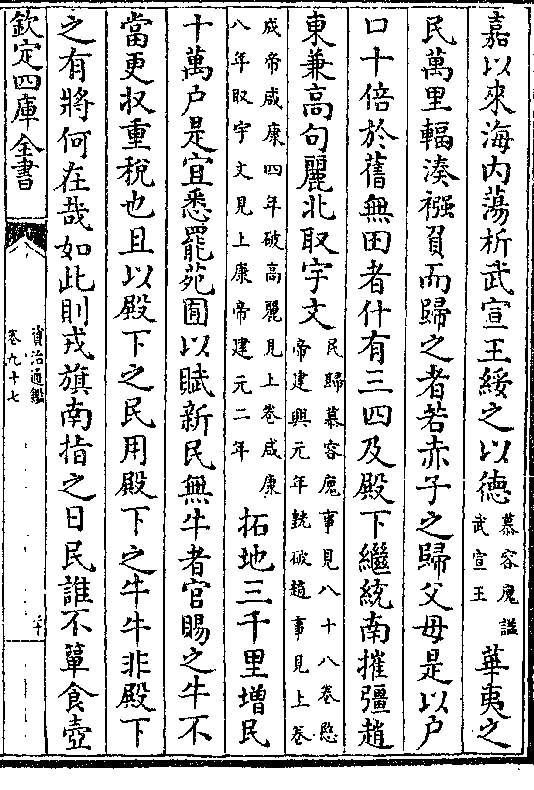 嘉以來海内蕩析武宣王綏之以德慕容廆諡武宣王華夷之
民萬里輻湊襁負而歸之者若赤子之歸父母是以户
口十倍於舊無田者什有三四及殿下繼統南摧彊趙
東兼高句麗北取宇文民歸慕容廆事見八十八卷愍帝建興元年皝破趙事見上卷
成帝咸康四年破高麗見上卷咸康八年取宇文見上康帝建元二年拓地三千里增民
十萬户是宜悉罷苑囿以賦新民無牛者官賜之牛不
當更収重稅也且以殿下之民用殿下之牛牛非殿下
之有將何在哉如此則戎旗南指之日民誰不簞食壺
欽定四庫全書
資治通鑑
卷九十七